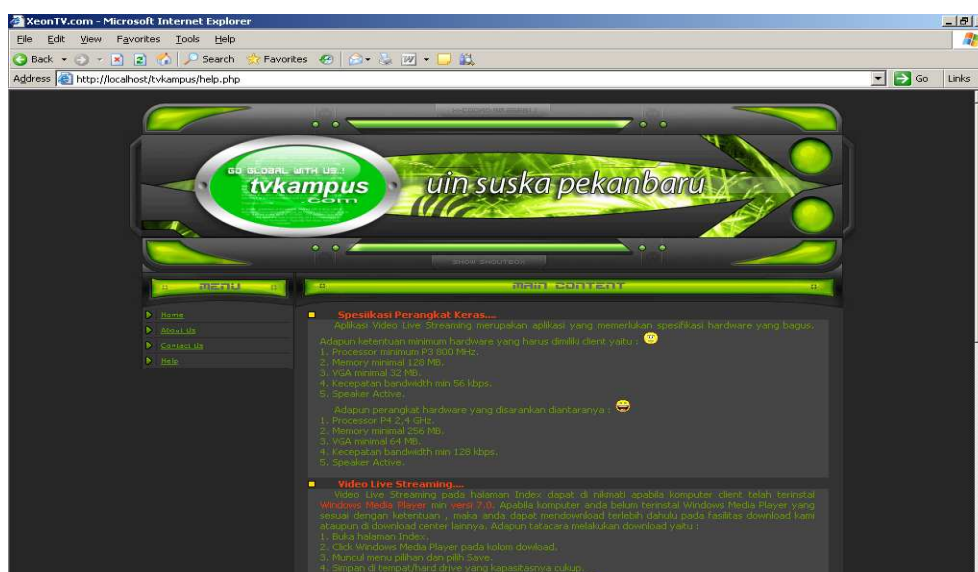 XeonTV.com - Microsoft Internet Explorer
File Edit View Favorites Tools Help
Back Search Favorites
Address http://localhost/tvkampus/help.php Go Links
GO GLOBAL WITH US..!
tvkampus
.com
uin suska pekanbaru
SHOW SHOUTBOX
MENU
MAIN CONTENT
Home
About Us
Contact Us
Help
Spesiikasi Perangkat Keras....
Aplikasi Video Live Streaming merupakan aplikasi yang memerlukan spesifikasi hardware yang bagus.
Adapun ketentuan minimum hardware yang harus dimiliki client yaitu :
1. Processor minimum P3 800 MHz.
2. Memory minimal 128 MB.
3. VGA minimal 32 MB.
4. Kecepatan bandwidth min 56 kbps.
5. Speaker Active.
Adapun perangkat hardware yang disarankan diantaranya :
1. Processor P4 2,4 GHz.
2. Memory minimal 256 MB.
3. VGA minimal 64 MB.
4. Kecepatan bandwidth min 128 kbps.
5. Speaker Active.
Video Live Streaming....
Video Live Streaming pada halaman Index dapat di nikmati apabila komputer client telah terinstal
Windows Media Player min versi 7.0. Apabila komputer anda belum terinstal Windows Media Player yang
sesuai dengan ketentuan , maka anda dapat mendownload terlebih dahulu pada fasilitas download kami
ataupun di download center lainnya. Adapun tatacara melakukan download yaitu :
1. Buka halaman Index.
2. Click Windows Media Player pada kolom dowload.
3. Muncul menu pilihan dan pilih Save.
4. Simpan di tempat/hard drive yang kapasitasnya cukup.